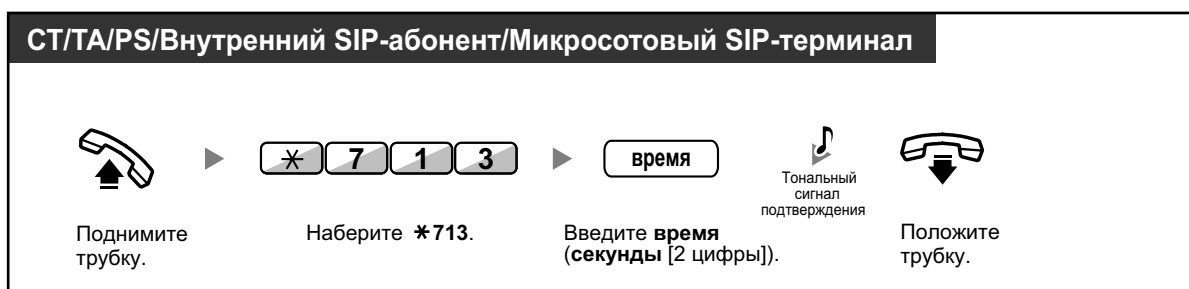 СТ/ТА/PS/Внутренний SIP-абонент/Микросотовый SIP-терминал
* 7 1 3
время
Тональный
сигнал
подтверждения
Поднимите
трубку.
Наберите *713.
Введите время
(секунды [2 цифры]).
Положите
трубку.